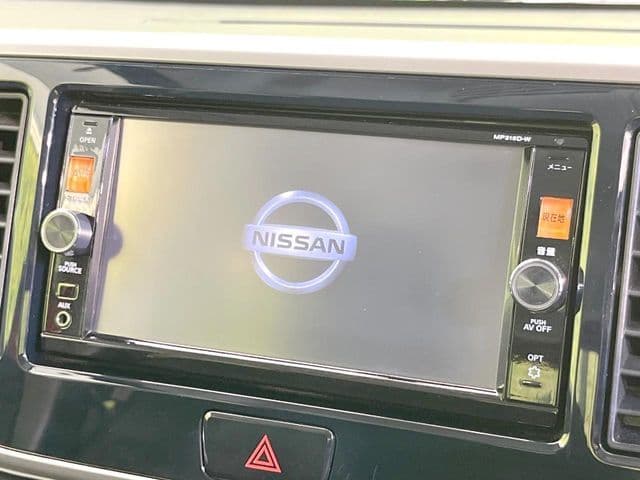 MP315D-W
OPEN
PUSH
SOURCE
AUX
NISSAN
メニュー
現在地
音量
PUSH
AV OFF
OPT